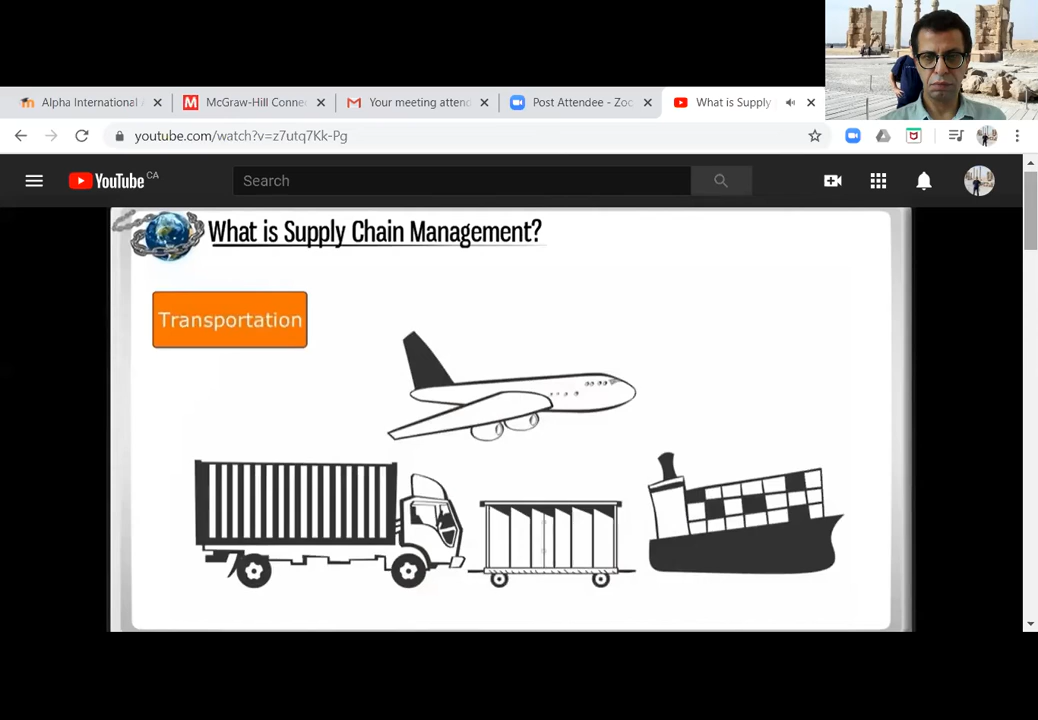 Alpha International A
McGraw-Hill Conne
Your meeting attend
Post Attendee - Zoo
What is Supply
youtube.com/watch?v=z7utq7Kk-Pg
YouTube CA
Search
What is Supply Chain Management?
Transportation